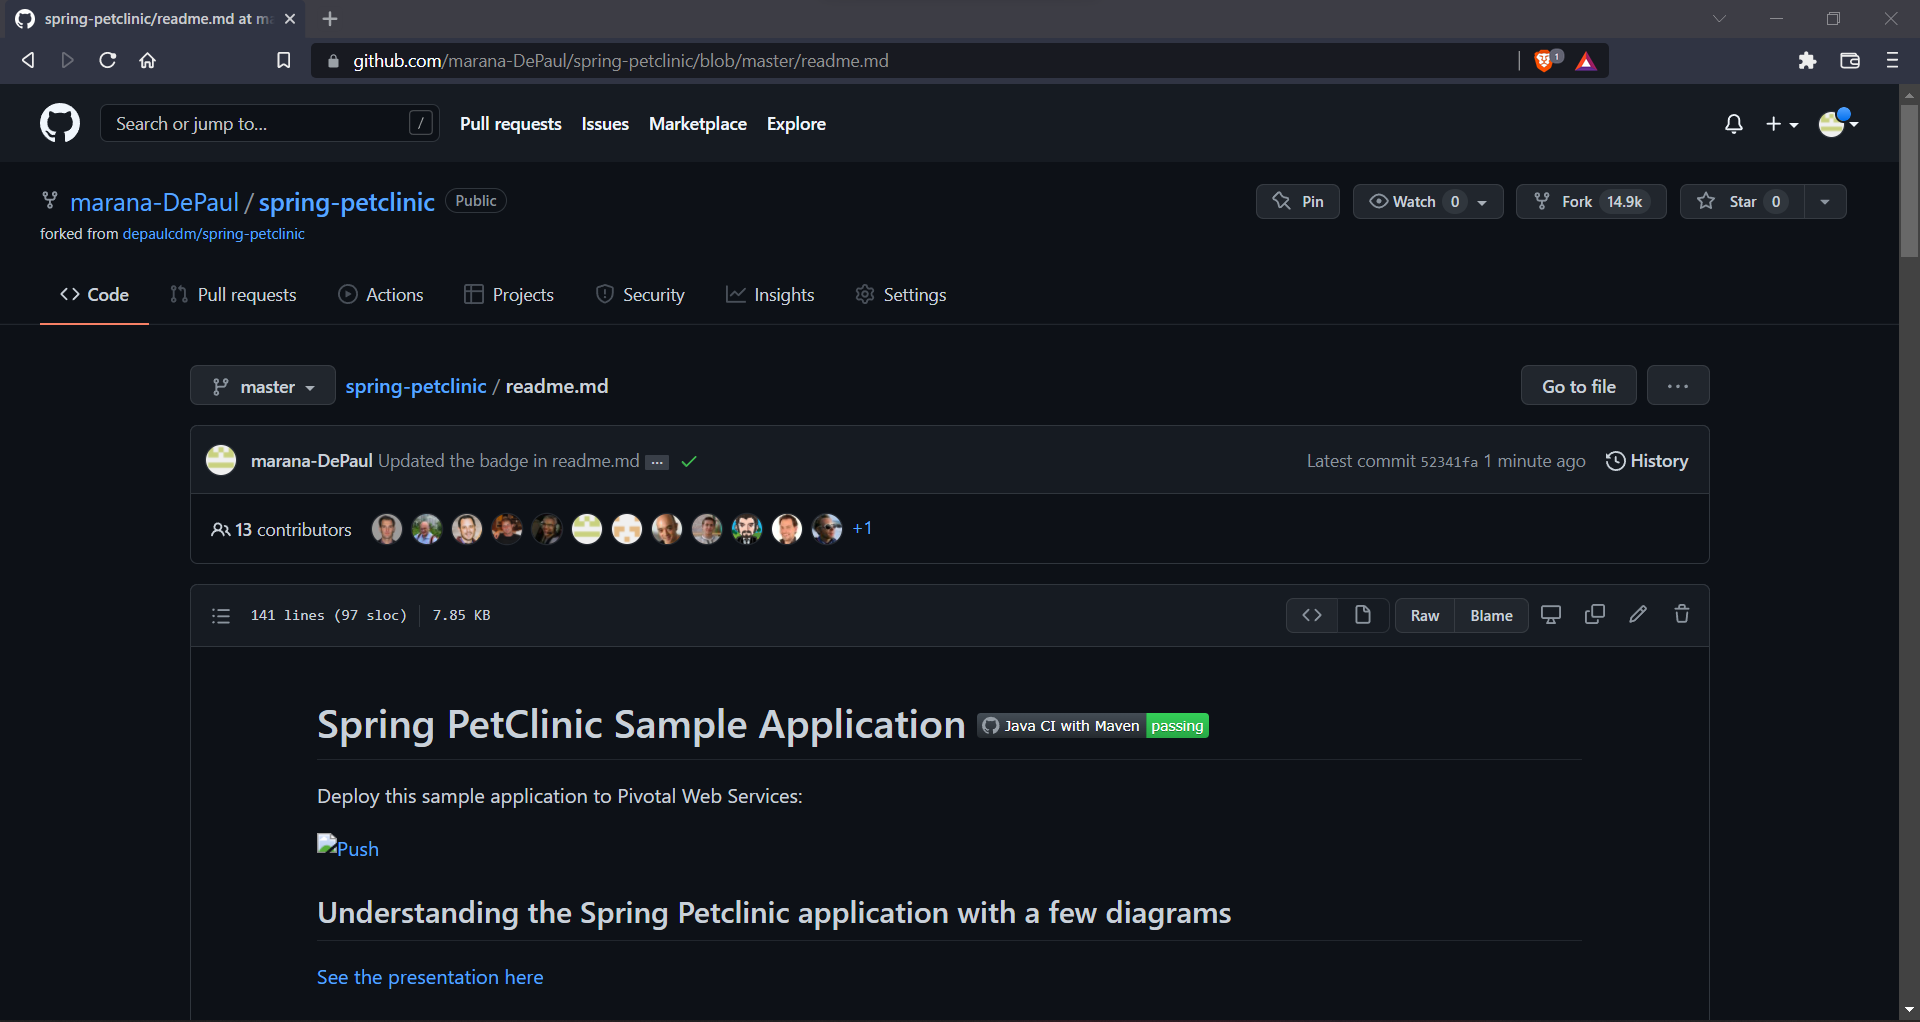 spring-petclinic/readme.md at ma
github.com/marana-DePaul/spring-petclinic/blob/master/readme.md
1
Search or jump to... /
Pull requests Issues Marketplace Explore
marana-DePaul / spring-petclinic Public
Pin Watch 0 Fork 14.9k Star 0
forked from depaulcdm/spring-petclinic
Code Pull requests Actions Projects Security Insights Settings
master spring-petclinic / readme.md Go to file ...
marana-DePaul Updated the badge in readme.md ... Latest commit 52341fa 1 minute ago History
13 contributors +1
141 lines (97 sloc) 7.85 KB Raw Blame
Spring PetClinic Sample Application Java CI with Maven passing
Deploy this sample application to Pivotal Web Services:
Push
Understanding the Spring Petclinic application with a few diagrams
See the presentation here